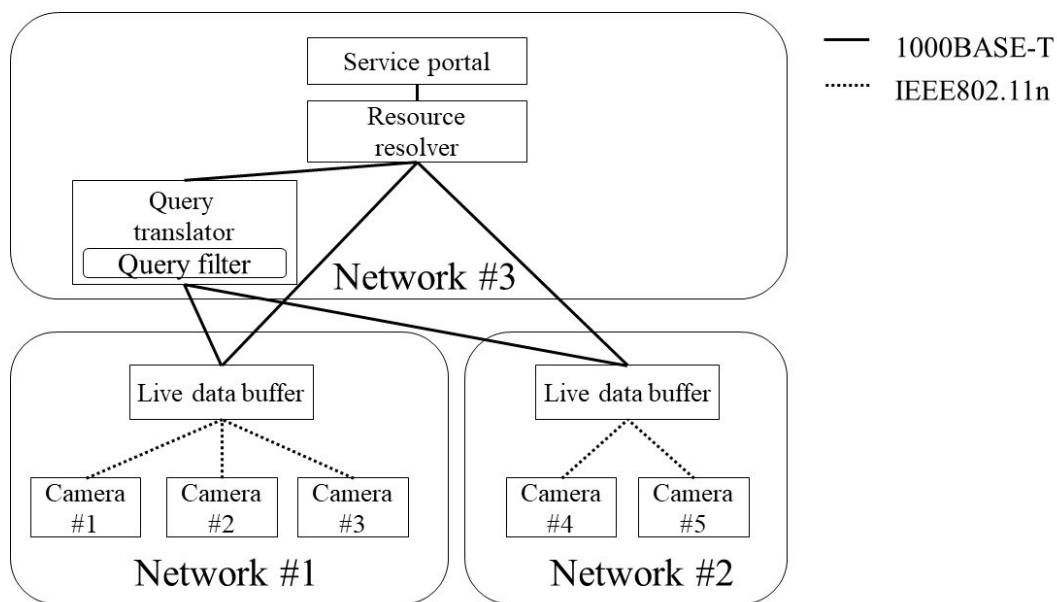 Service portal
1000BASE-T
IEEE802.11n
Resource
resolver
Query
translator
Query filter
Network #3
Live data buffer
Live data buffer
Camera
#1
Camera
#2
Camera
#3
Camera
#4
Camera
#5
Network #1
Network #2